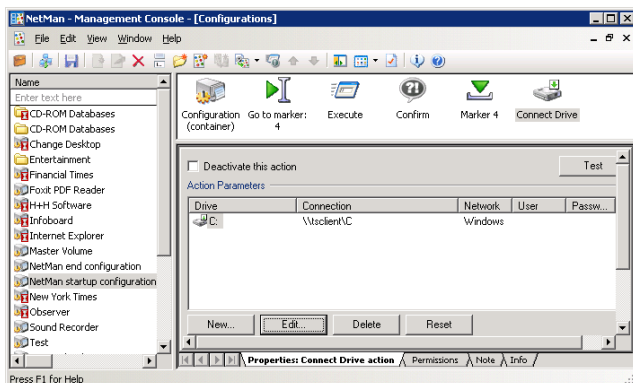 NetMan - Management Console - [Configurations]
File Edit View Window Help
Name
Enter text here
CD-ROM Databases
CD-ROM Databases
Change Desktop
Entertainment
Financial Times
Foxit PDF Reader
H+H Software
Infoboard
Internet Explorer
Master Volume
NetMan end configuration
NetMan startup configuration
New York Times
Observer
Sound Recorder
Test
Configuration (container)
Go to marker: 4
Execute
Confirm
Marker 4
Connect Drive
Deactivate this action
Test
Action Parameters
Drive Connection Network User Passw...
C: \\tsclient\C Windows
New... Edit... Delete Reset
Properties: Connect Drive action Permissions Note Info
Press F1 for Help